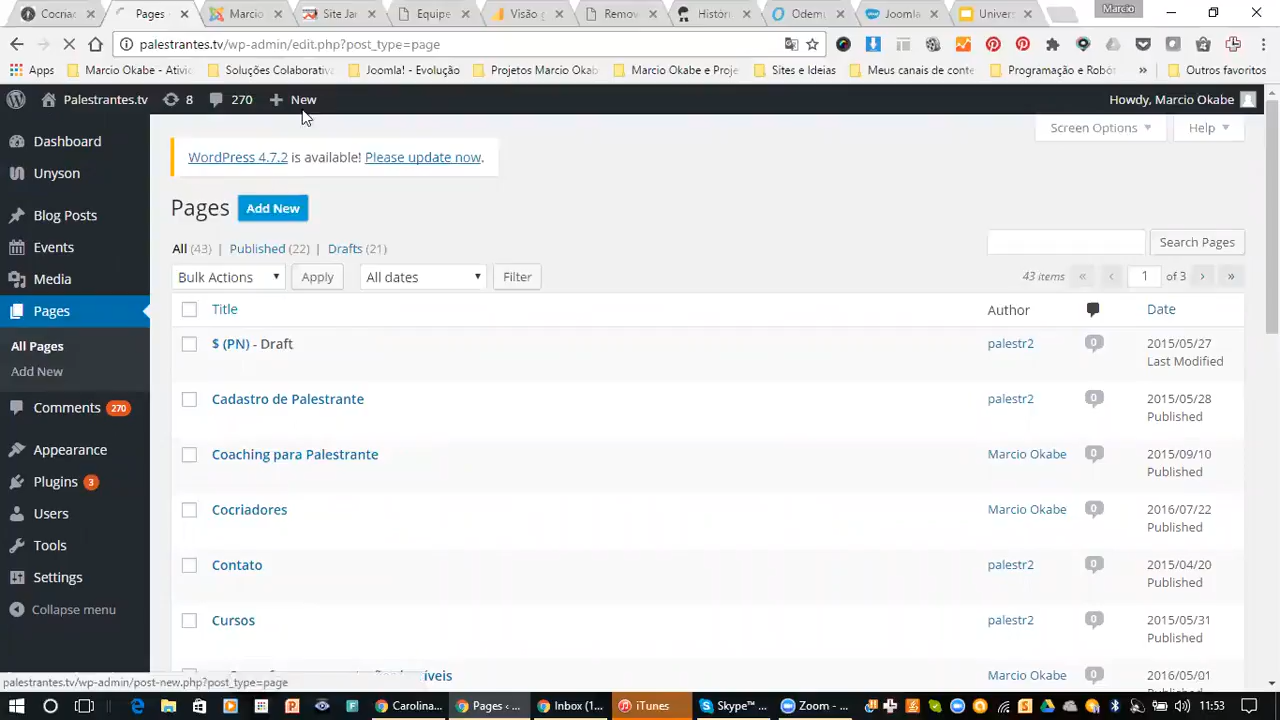 Cocriac
Pages ‹
Marcio
Site Jar
Equipe
Visão g
Remov
Históri
Odemi
Joomla
Univers
Marcio
palestrantes.tv/wp-admin/edit.php?post_type=page
Apps
Marcio Okabe - Ativi
Soluções Colaborativ
Joomla! - Evolução
Projetos Marcio Okab
Marcio Okabe e Proje
Sites e Ideias
Meus canais de conte
Programação e Robót
»
Outros favoritos
Palestrantes.tv
8
270
New
Howdy, Marcio Okabe
Dashboard
Unyson
Blog Posts
Events
Media
Pages
All Pages
Add New
Comments 270
Appearance
Plugins 3
Users
Tools
Settings
Collapse menu
Screen Options
Help
WordPress 4.7.2 is available! Please update now.
Pages Add New
All (43) | Published (22) | Drafts (21)
Search Pages
Bulk Actions
Apply
All dates
Filter
43 items « ‹ 1 of 3 › »
Title
Author
Date
$ (PN) - Draft
palestr2
0
2015/05/27
Last Modified
Cadastro de Palestrante
palestr2
0
2015/05/28
Published
Coaching para Palestrante
Marcio Okabe
0
2015/09/10
Published
Cocriadores
Marcio Okabe
0
2016/07/22
Published
Contato
palestr2
0
2015/04/20
Published
Cursos
palestr2
0
2015/05/31
Published
Marcio Okabe
0
2016/05/01
palestrantes.tv/wp-admin/post-new.php?post_type=page
Carolina...
Pages ‹ ...
Inbox (1...
iTunes
Skype™ ...
Zoom - ...
11:53